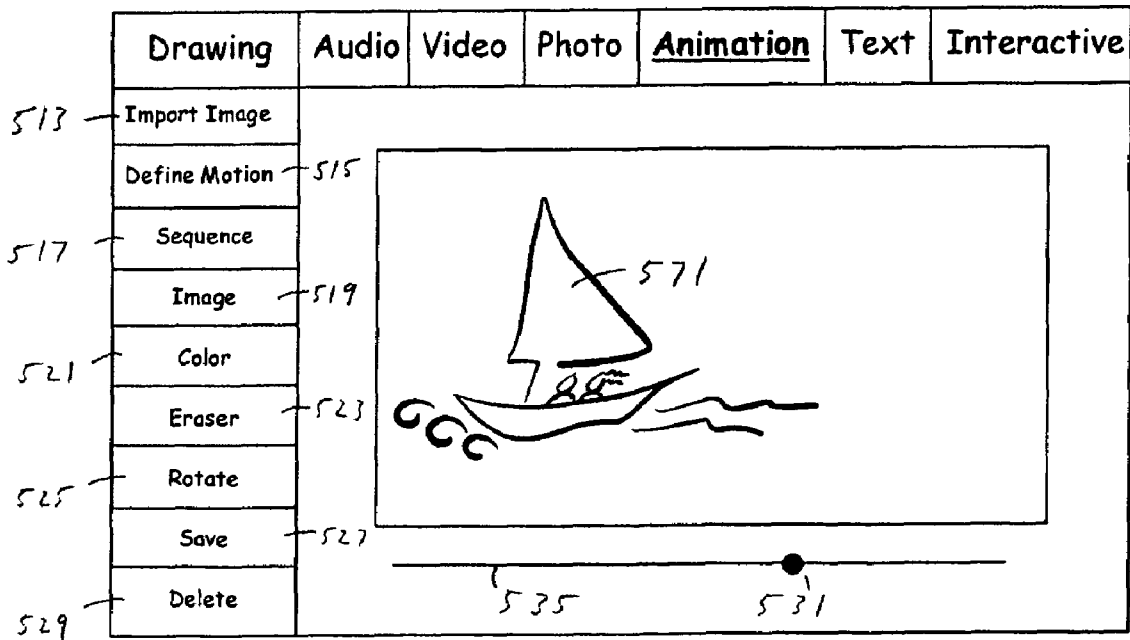 Drawing Audio Video Photo Animation Text Interactive
513 Import Image
Define Motion 515
517 Sequence
571
Image 519
521 Color
Eraser 523
525 Rotate
Save 527
535 531
529 Delete